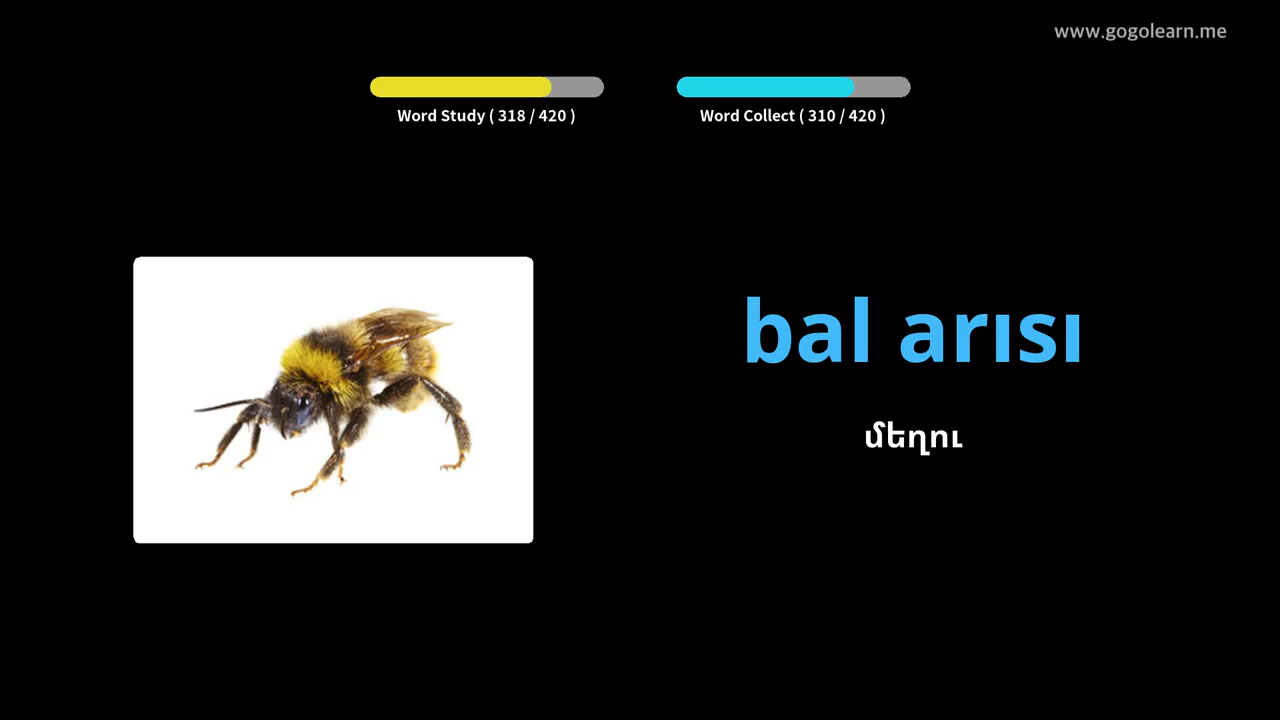 www.gogolearn.me
Word Study ( 318 / 420 )
Word Collect ( 310 / 420 )
bal arısı
մեղու